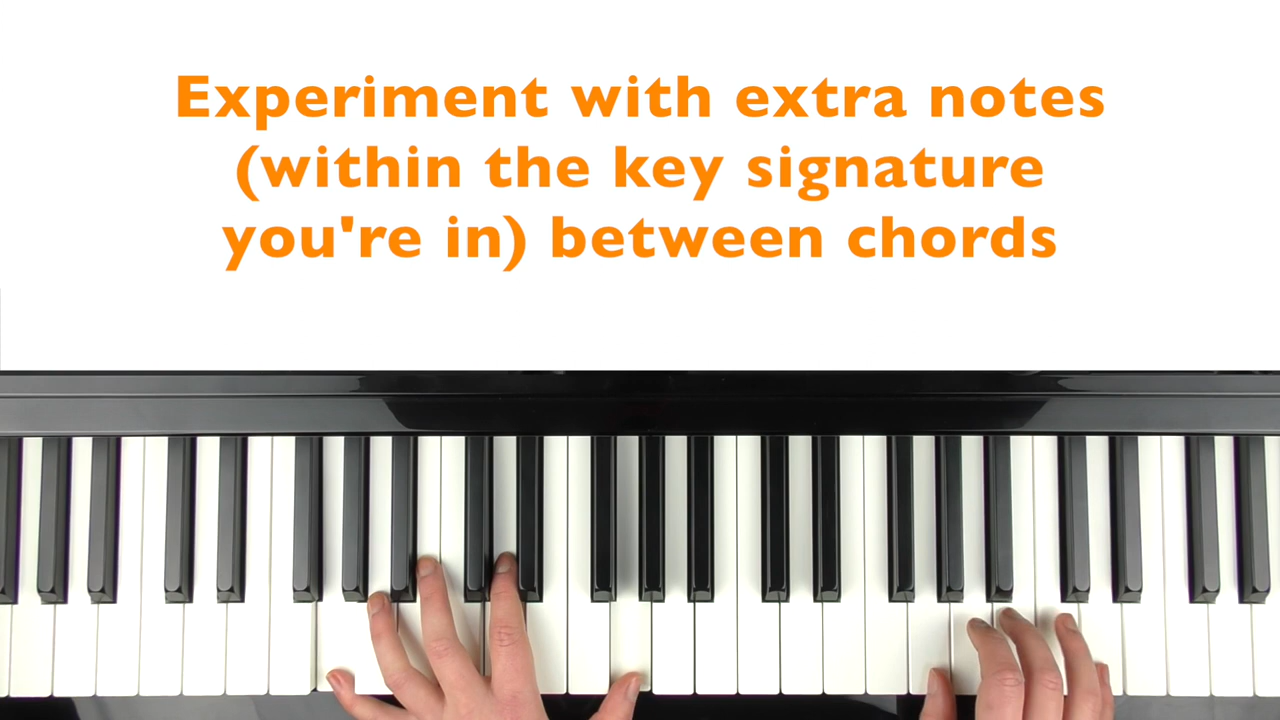 Experiment with extra notes
(within the key signature
you're in) between chords